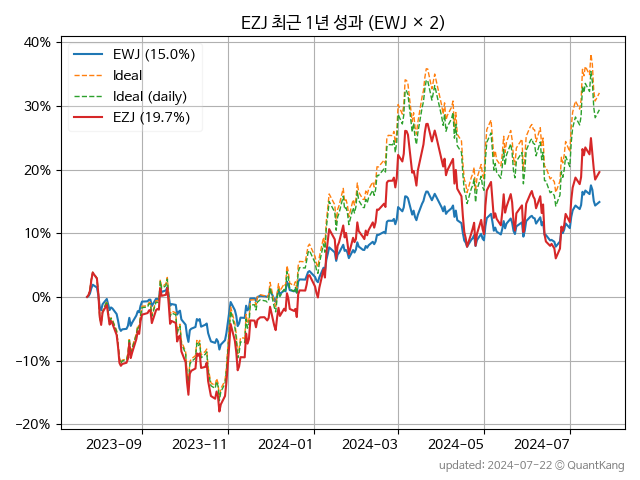 EZJ 최근 1년 성과 (EWJ × 2)
40%
30%
20%
10%
0%
−10%
−20%
EWJ (15.0%)
Ideal
Ideal (daily)
EZJ (19.7%)
2023−09
2023−11
2024−01
2024−03
2024−05
2024−07
updated: 2024-07-22 © QuantKang